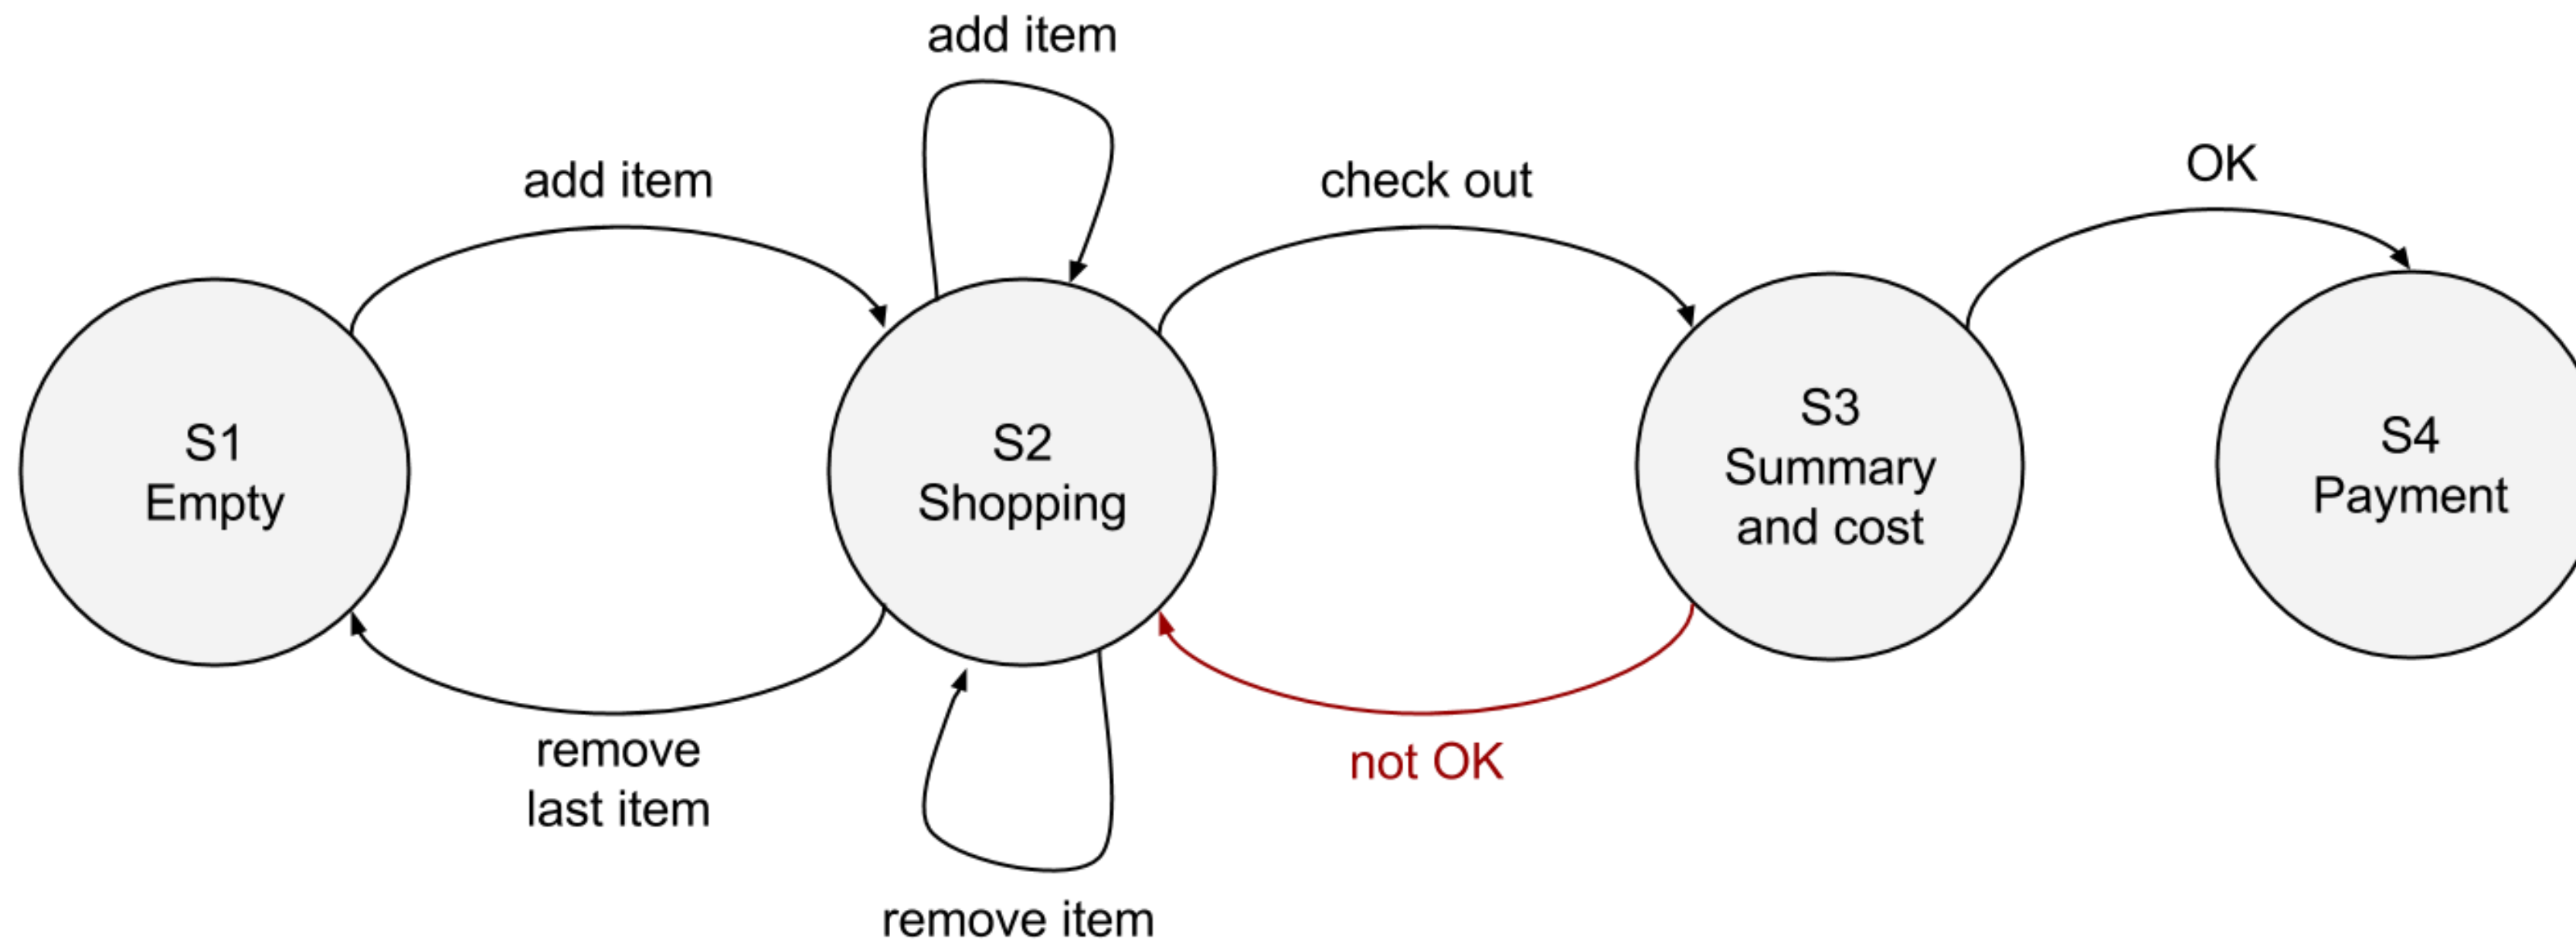 add item
add item
check out
OK
S1
Empty
S2
Shopping
S3
Summary
and cost
S4
Payment
remove
last item
not OK
remove item